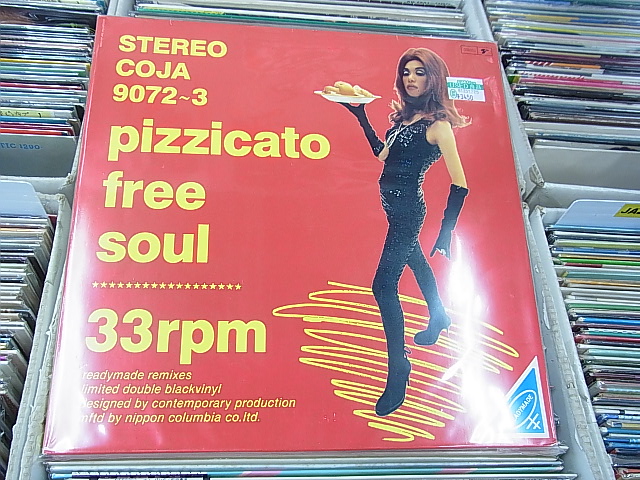 STEREO
COJA
9072~3
pizzicato
free
soul
*****************
33rpm
readymade remixes
limited double blackvinyl
designed by contemporary production
mftd by nippon columbia co.ltd.